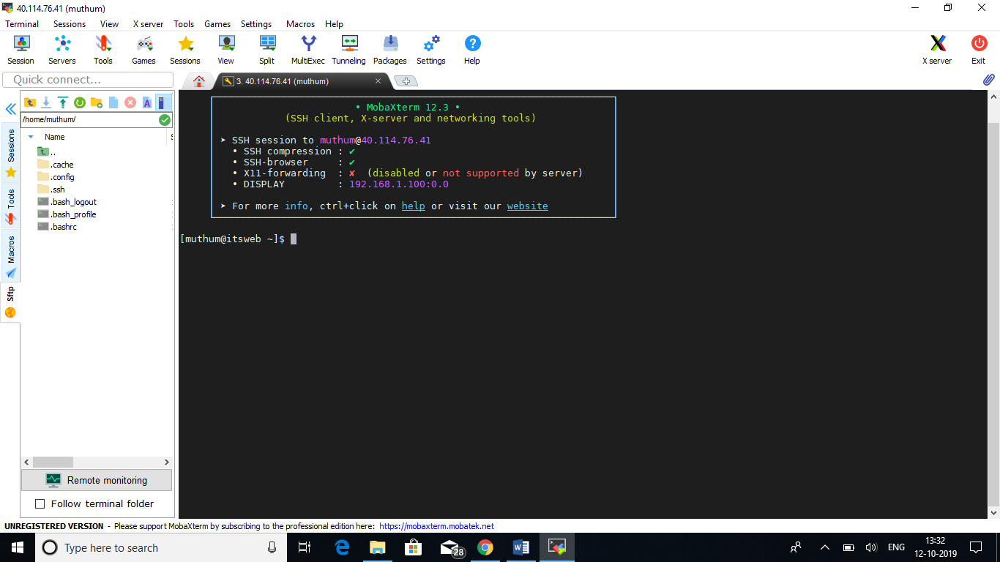 40.114.76.41 (muthum)
Terminal Sessions View X server Tools Games Settings Macros Help
Session Servers Tools Games Sessions View Split MultiExec Tunneling Packages Settings Help X server Exit
Quick connect...
3. 40.114.76.41 (muthum)
/home/muthum/
Name
..
.cache
.config
.ssh
.bash_logout
.bash_profile
.bashrc
Sessions
Tools
Macros
Sftp
• MobaXterm 12.3 •
(SSH client, X-server and networking tools)
➤ SSH session to muthum@40.114.76.41
• SSH compression : ✔
• SSH-browser : ✔
• X11-forwarding : ✘ (disabled or not supported by server)
• DISPLAY : 192.168.1.100:0.0
➤ For more info, ctrl+click on help or visit our website
[muthum@itsweb ~]$
Remote monitoring
Follow terminal folder
UNREGISTERED VERSION - Please support MobaXterm by subscribing to the professional edition here: https://mobaxterm.mobatek.net
Type here to search
28
ENG
13:32
12-10-2019